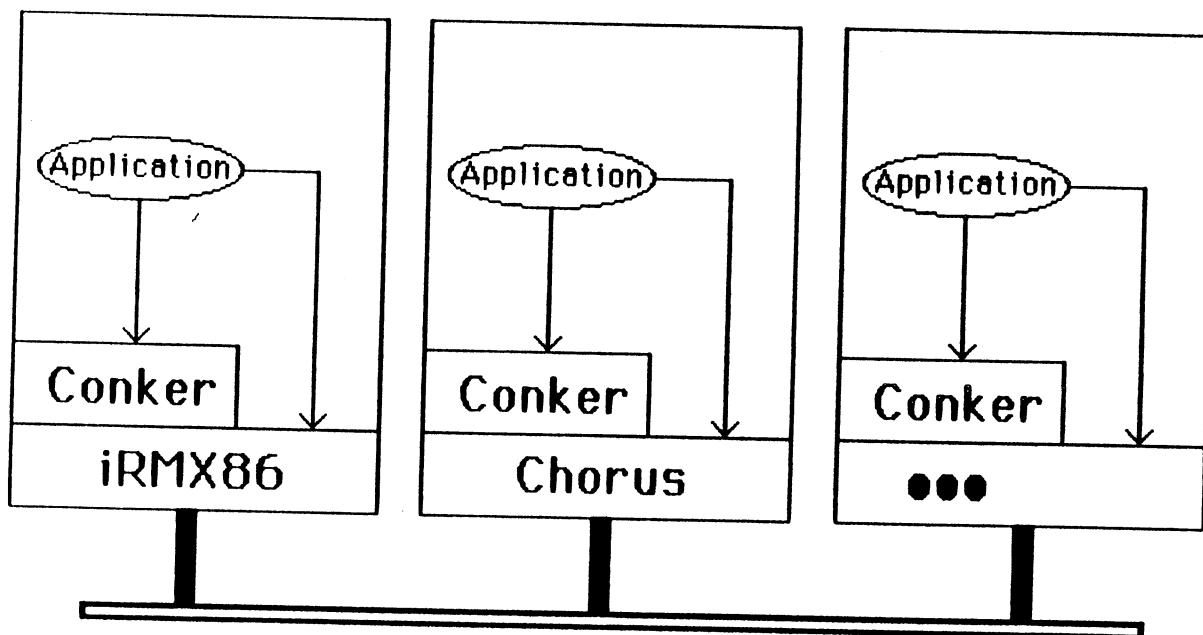 Application
Conker
iRMX86
Application
Conker
Chorus
Application
Conker
●●●